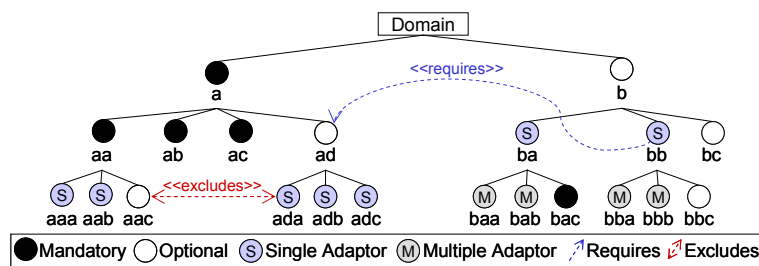 Domain
<<requires>>
a b
aa ab ac ad S ba S bb bc
<<excludes>>
S S S S S M M M M
aaa aab aac ada adb adc baa bab bac bba bbb bbc
Mandatory Optional S Single Adaptor M Multiple Adaptor Requires Excludes